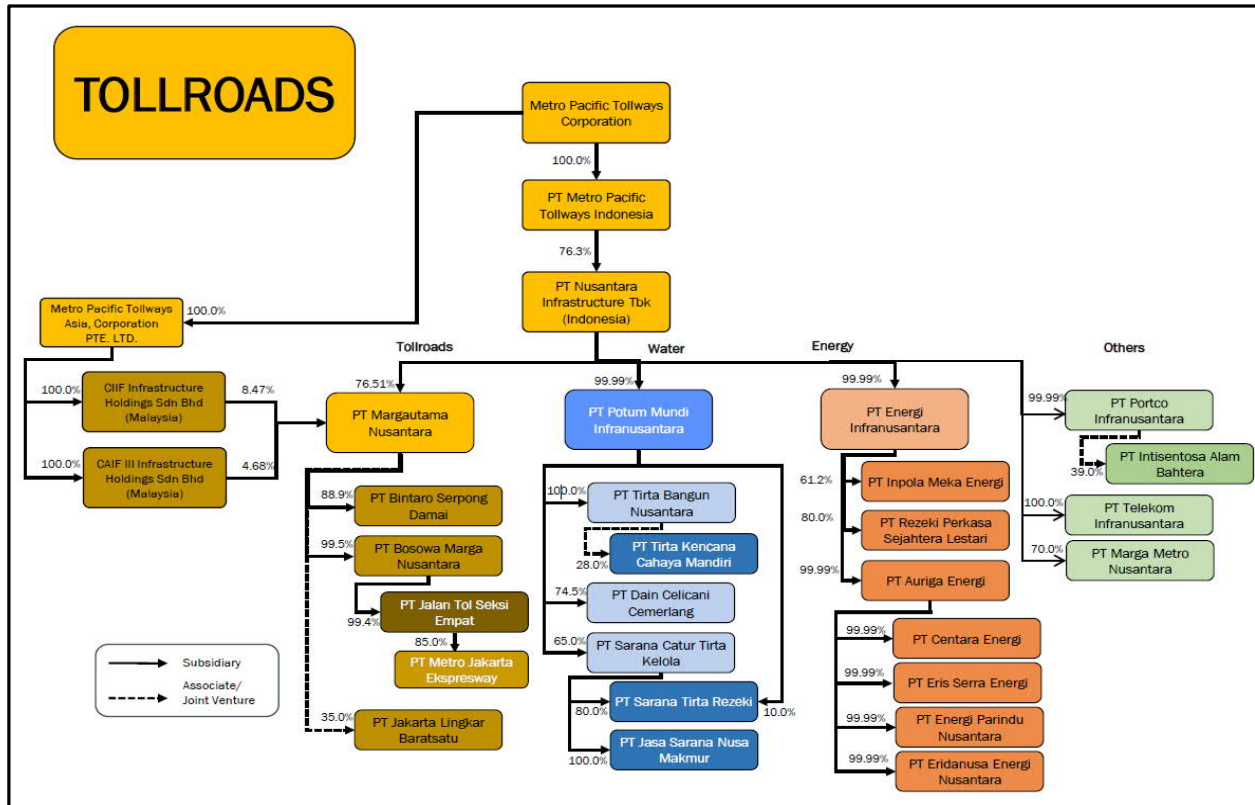 TOLLROADS
Metro Pacific Tollways
Corporation
100.0%
PT Metro Pacific
Tollways Indonesia
76.3%
PT Nusantara
Infrastructure Tbk
(Indonesia)
Metro Pacific Tollways
Asia, Corporation
PTE. LTD.
100.0%
100.0%
CIIF Infrastructure
Holdings Sdn Bhd
(Malaysia)
8.47%
100.0%
CAIF III Infrastructure
Holdings Sdn Bhd
(Malaysia)
4.68%
Tollroads
76.51%
PT Margautama
Nusantara
88.9%
PT Bintaro Serpong
Damai
99.5%
PT Bosowa Marga
Nusantara
99.4%
PT Jalan Tol Seksi
Empat
85.0%
PT Metro Jakarta
Ekspresway
35.0%
PT Jakarta Lingkar
Baratsatu
Water
99.99%
PT Potum Mundi
Infranusantara
100.0%
PT Tirta Bangun
Nusantara
28.0%
PT Tirta Kencana
Cahaya Mandiri
74.5%
PT Dain Celicani
Cemerlang
65.0%
PT Sarana Catur Tirta
Kelola
80.0%
PT Sarana Tirta Rezeki
10.0%
100.0%
PT Jasa Sarana Nusa
Makmur
Energy
99.99%
PT Energi
Infranusantara
61.2%
PT Inpola Meka Energi
80.0%
PT Rezeki Perkasa
Sejahtera Lestari
99.99%
PT Auriga Energi
99.99%
PT Centara Energi
99.99%
PT Eris Serra Energi
99.99%
PT Energi Parindu
Nusantara
99.99%
PT Eridanusa Energi
Nusantara
Others
99.99%
PT Portco
Infranusantara
39.0%
PT Intisentosa Alam
Bahtera
100.0%
PT Telekom
Infranusantara
70.0%
PT Marga Metro
Nusantara
Subsidiary
Associate/
Joint Venture